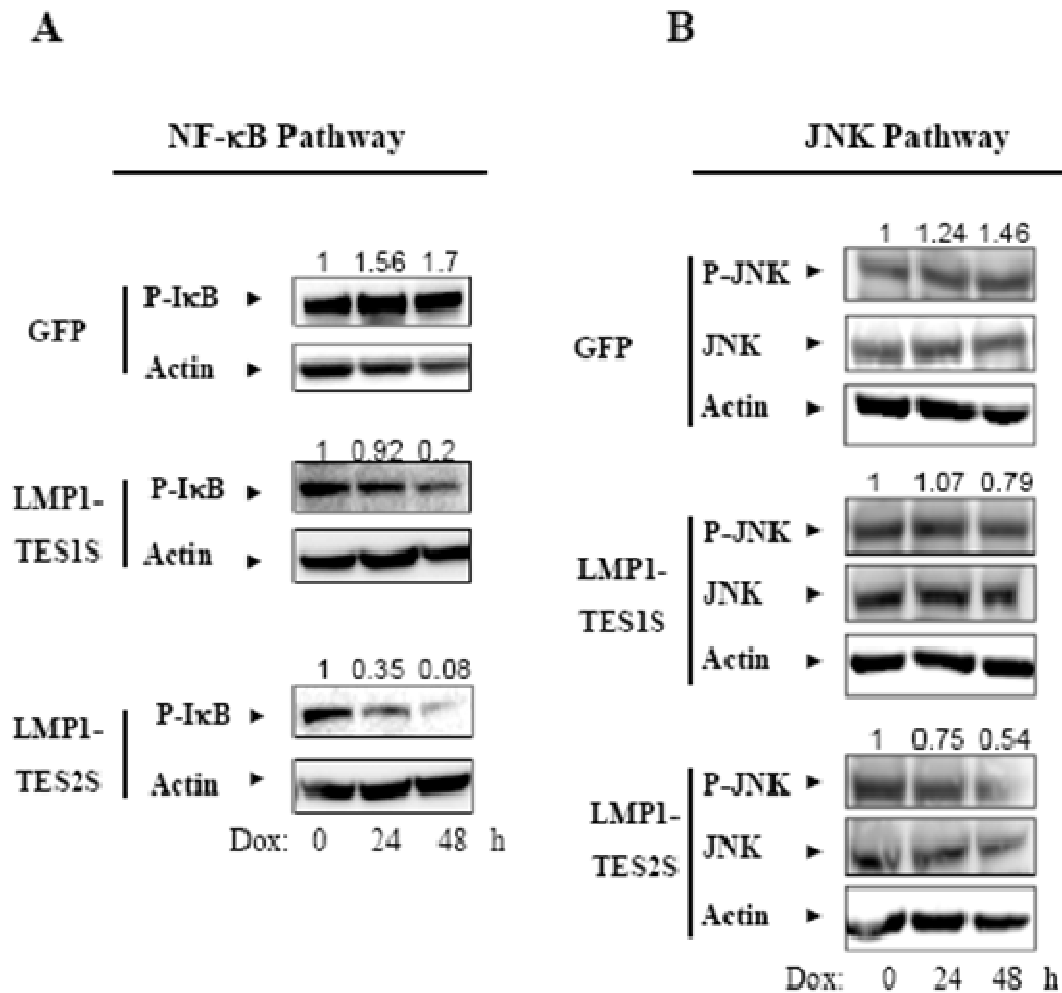 A
NF-κB Pathway
1 1.56 1.7
P-IκB
GFP
Actin
1 0.92 0.2
P-IκB
LMP1-
TES1S
Actin
1 0.35 0.08
P-IκB
LMP1-
TES2S
Actin
Dox: 0 24 48 h
B
JNK Pathway
1 1.24 1.46
P-JNK
GFP
JNK
Actin
1 1.07 0.79
P-JNK
LMP1-
TES1S
JNK
Actin
1 0.75 0.54
P-JNK
LMP1-
TES2S
JNK
Actin
Dox: 0 24 48 h